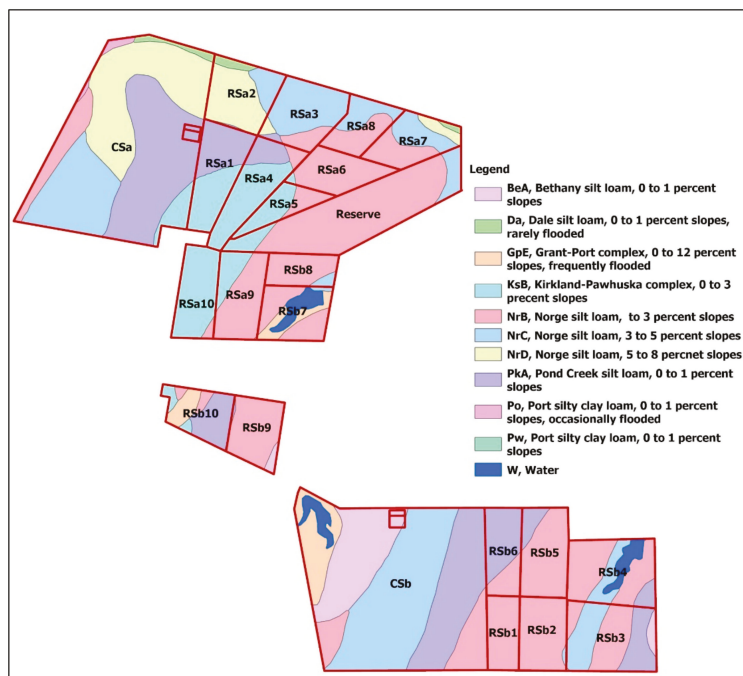 RSa2
CSa
RSa3
RSa8
RSa7
RSa1
RSa6
RSa4
RSa5
Reserve
RSb8
RSa10
RSa9
RSb7
RSb10
RSb9
RSb6
RSb5
RSb4
CSb
RSb1
RSb2
RSb3
Legend
BeA, Bethany silt loam, 0 to 1 percent
slopes
Da, Dale silt loam, 0 to 1 percent slopes,
rarely flooded
GpE, Grant-Port complex, 0 to 12 percent
slopes, frequently flooded
KsB, Kirkland-Pawhuska complex, 0 to 3
precent slopes
NrB, Norge silt loam, to 3 percent slopes
NrC, Norge silt loam, 3 to 5 percent slopes
NrD, Norge silt loam, 5 to 8 percnet slopes
PkA, Pond Creek silt loam, 0 to 1 percent
slopes
Po, Port silty clay loam, 0 to 1 percent
slopes, occasionally flooded
Pw, Port silty clay loam, 0 to 1 percent
slopes
W, Water